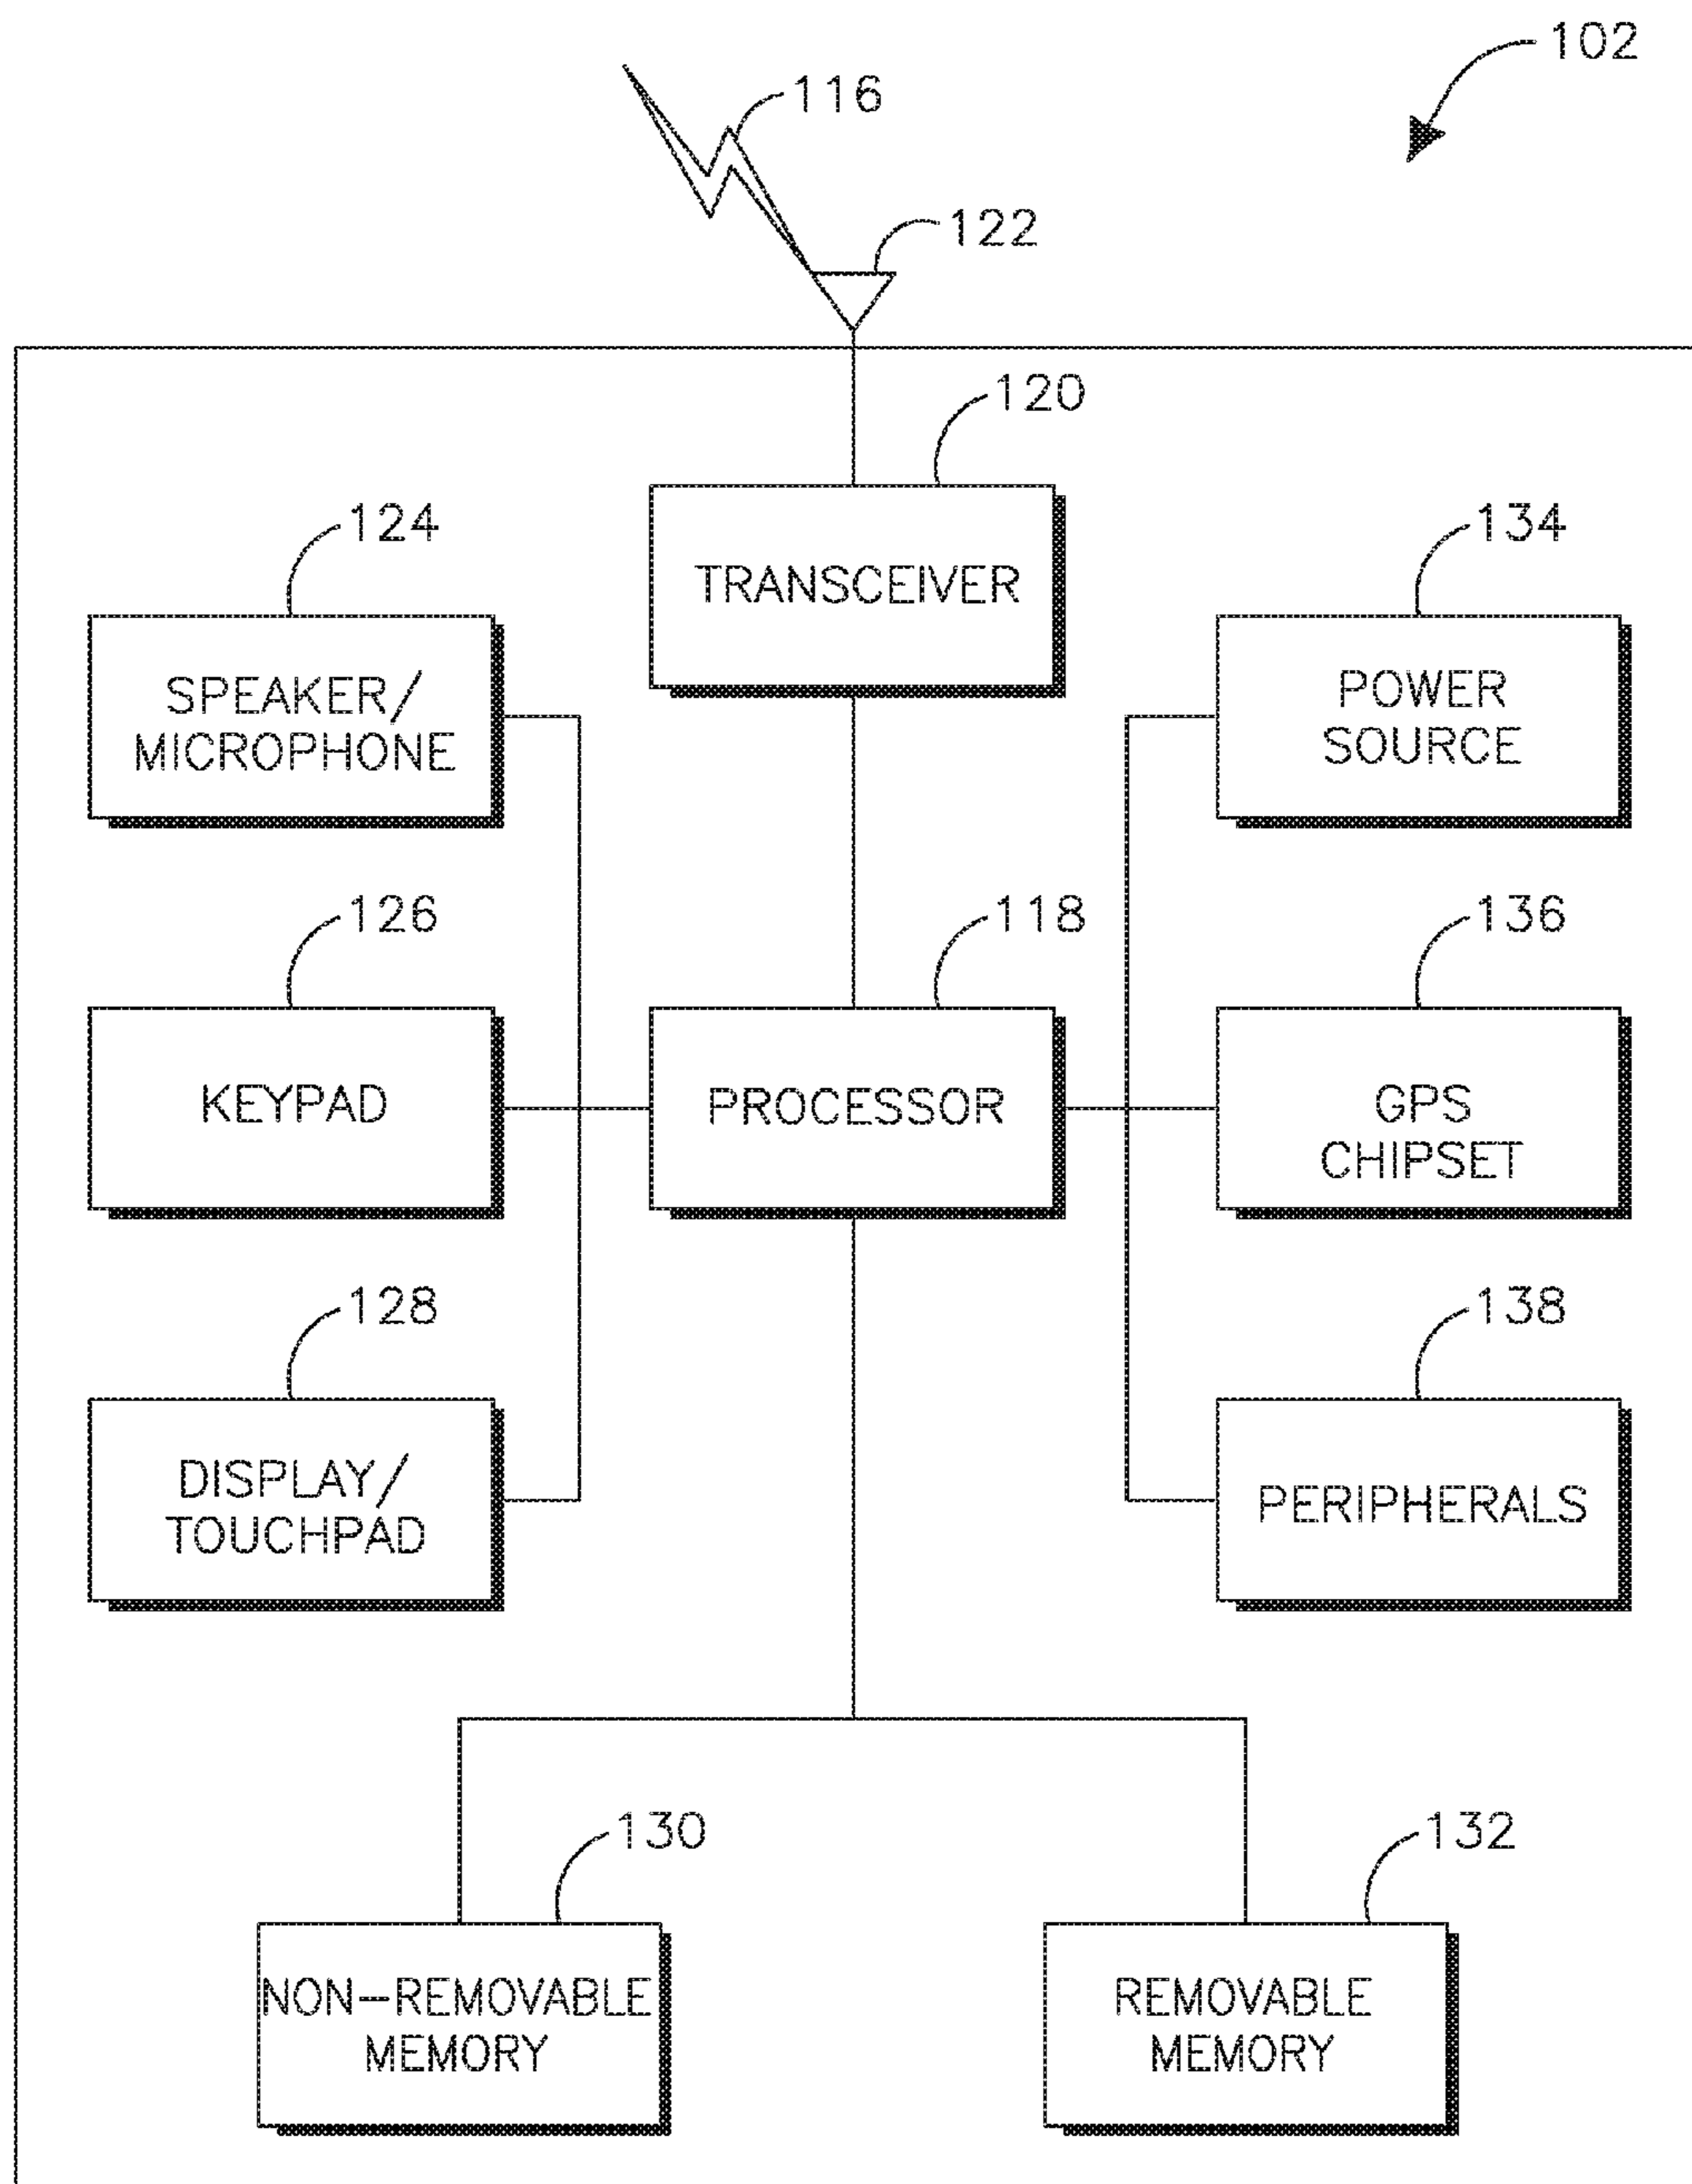 102
116
122
120
TRANSCEIVER
124
SPEAKER/
MICROPHONE
134
POWER
SOURCE
126
KEYPAD
118
PROCESSOR
136
GPS
CHIPSET
128
DISPLAY/
TOUCHPAD
138
PERIPHERALS
130
NON-REMOVABLE
MEMORY
132
REMOVABLE
MEMORY